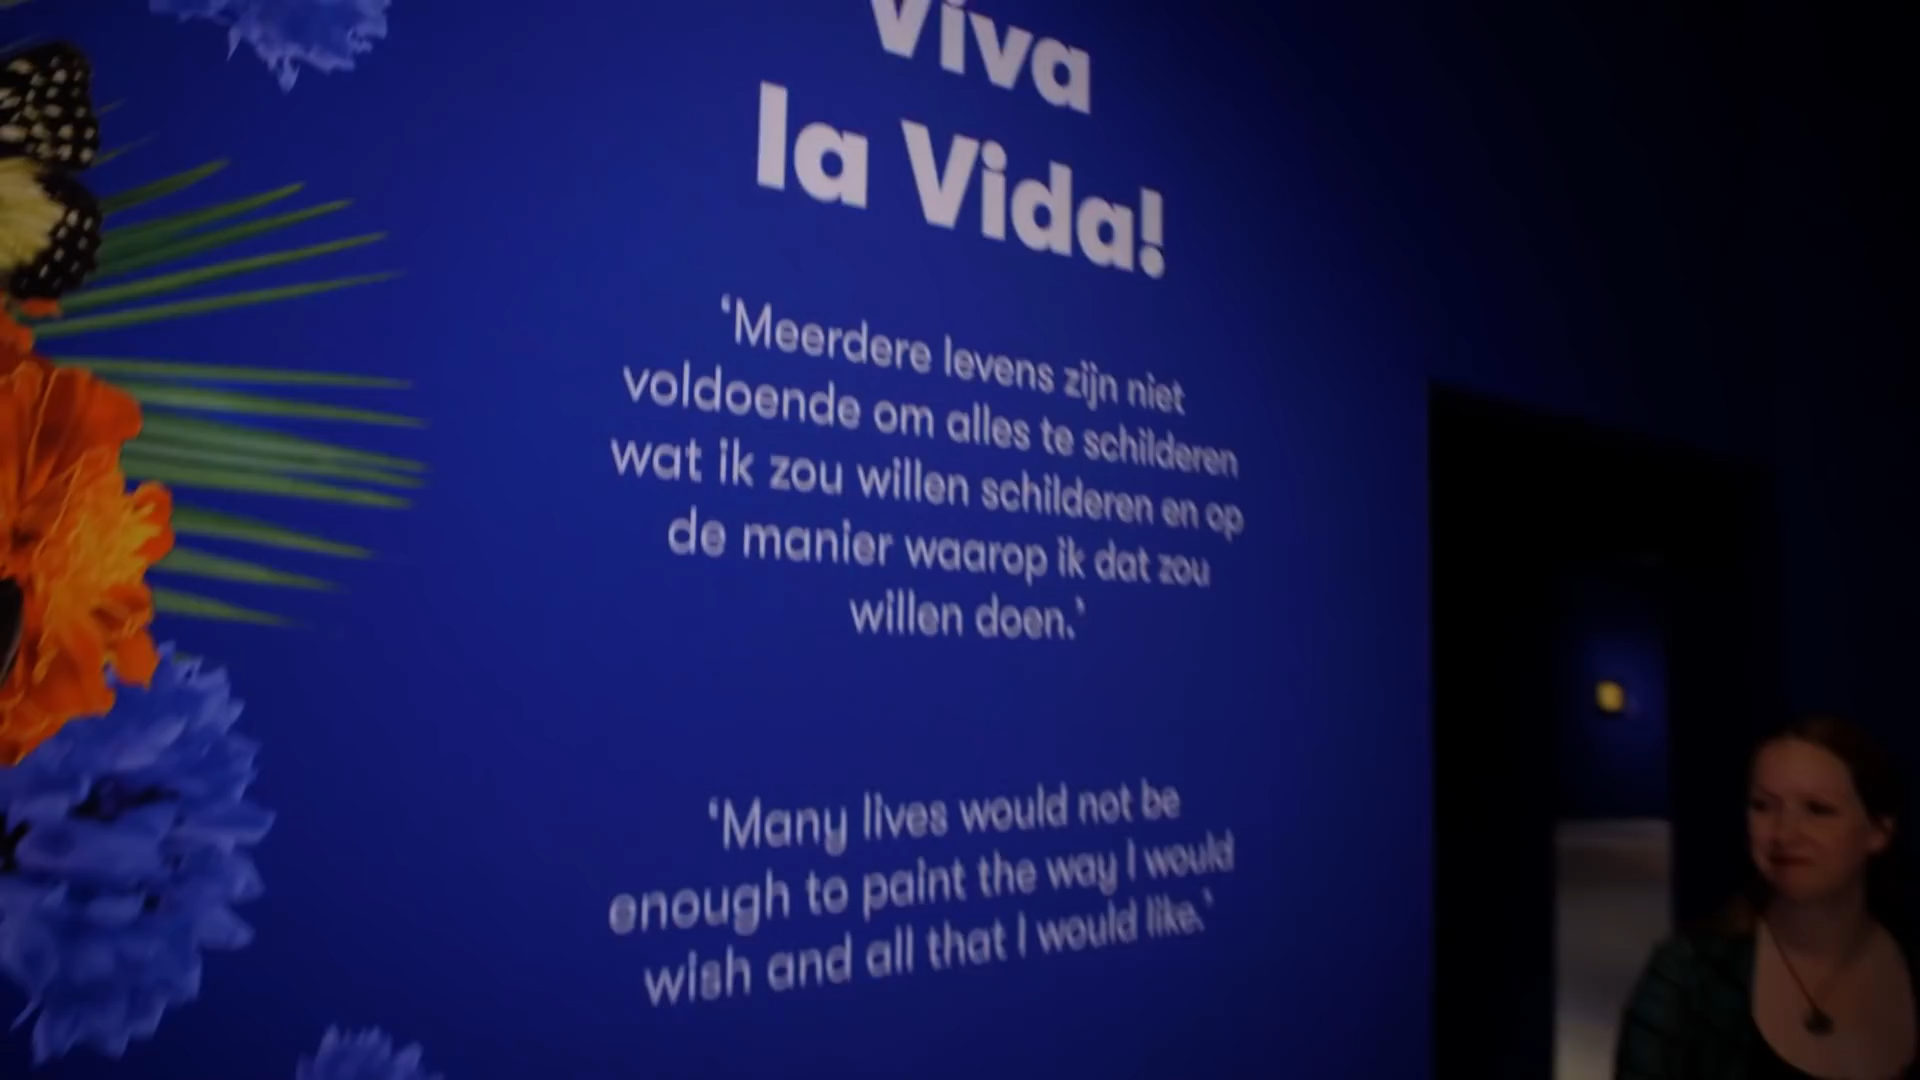 Viva
la Vida!
‘Meerdere levens zijn niet
voldoende om alles te schilderen
wat ik zou willen schilderen en op
de manier waarop ik dat zou
willen doen.’
‘Many lives would not be
enough to paint the way I would
wish and all that I would like.’